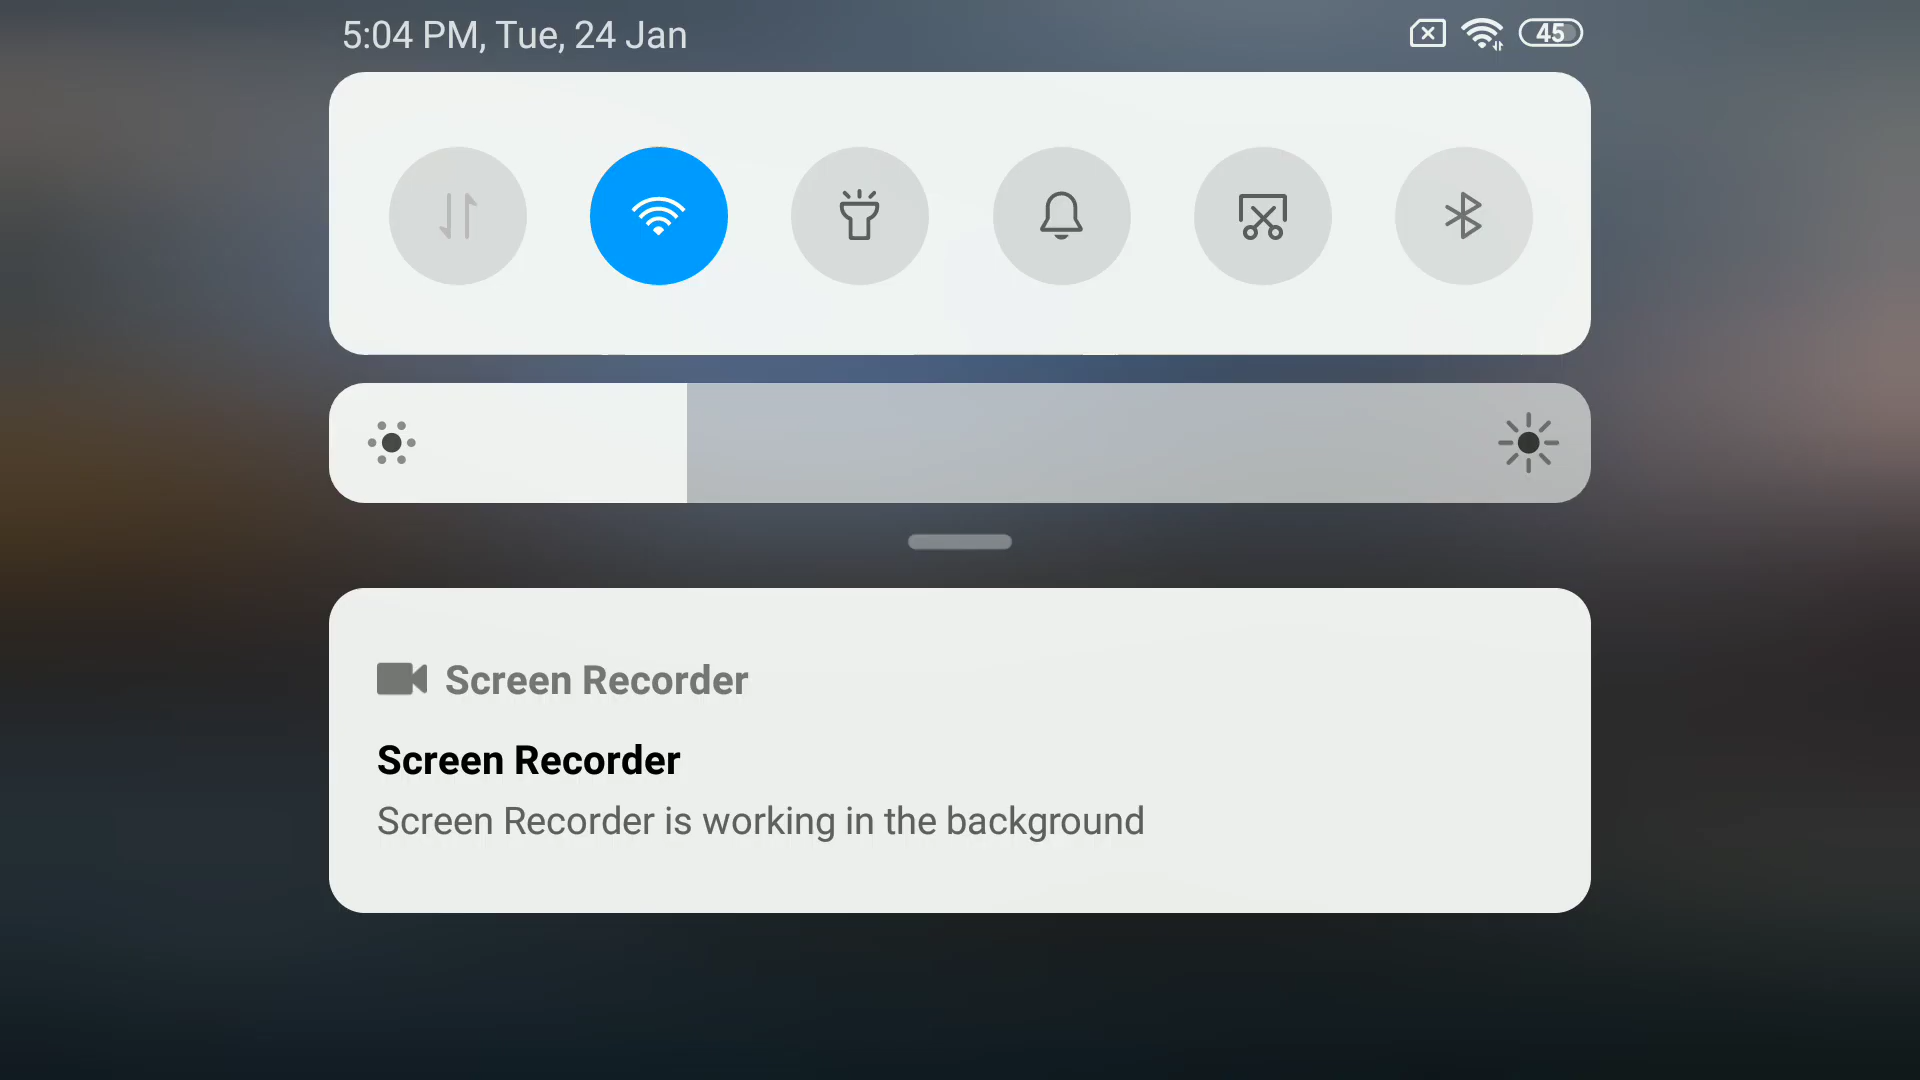 5:04 PM, Tue, 24 Jan
45
Screen Recorder
Screen Recorder
Screen Recorder is working in the background